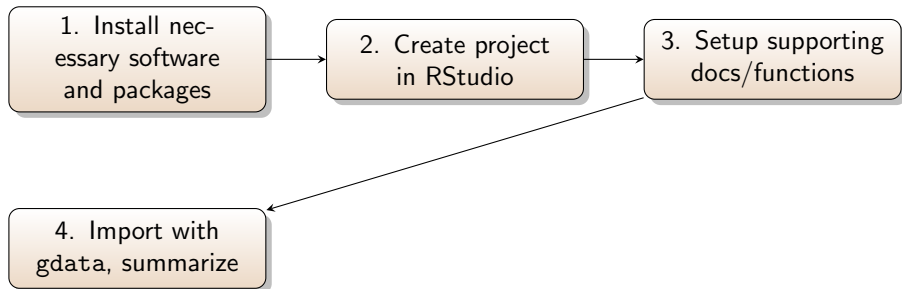 1. Install nec-
essary software
and packages
2. Create project
in RStudio
3. Setup supporting
docs/functions
4. Import with
gdata, summarize